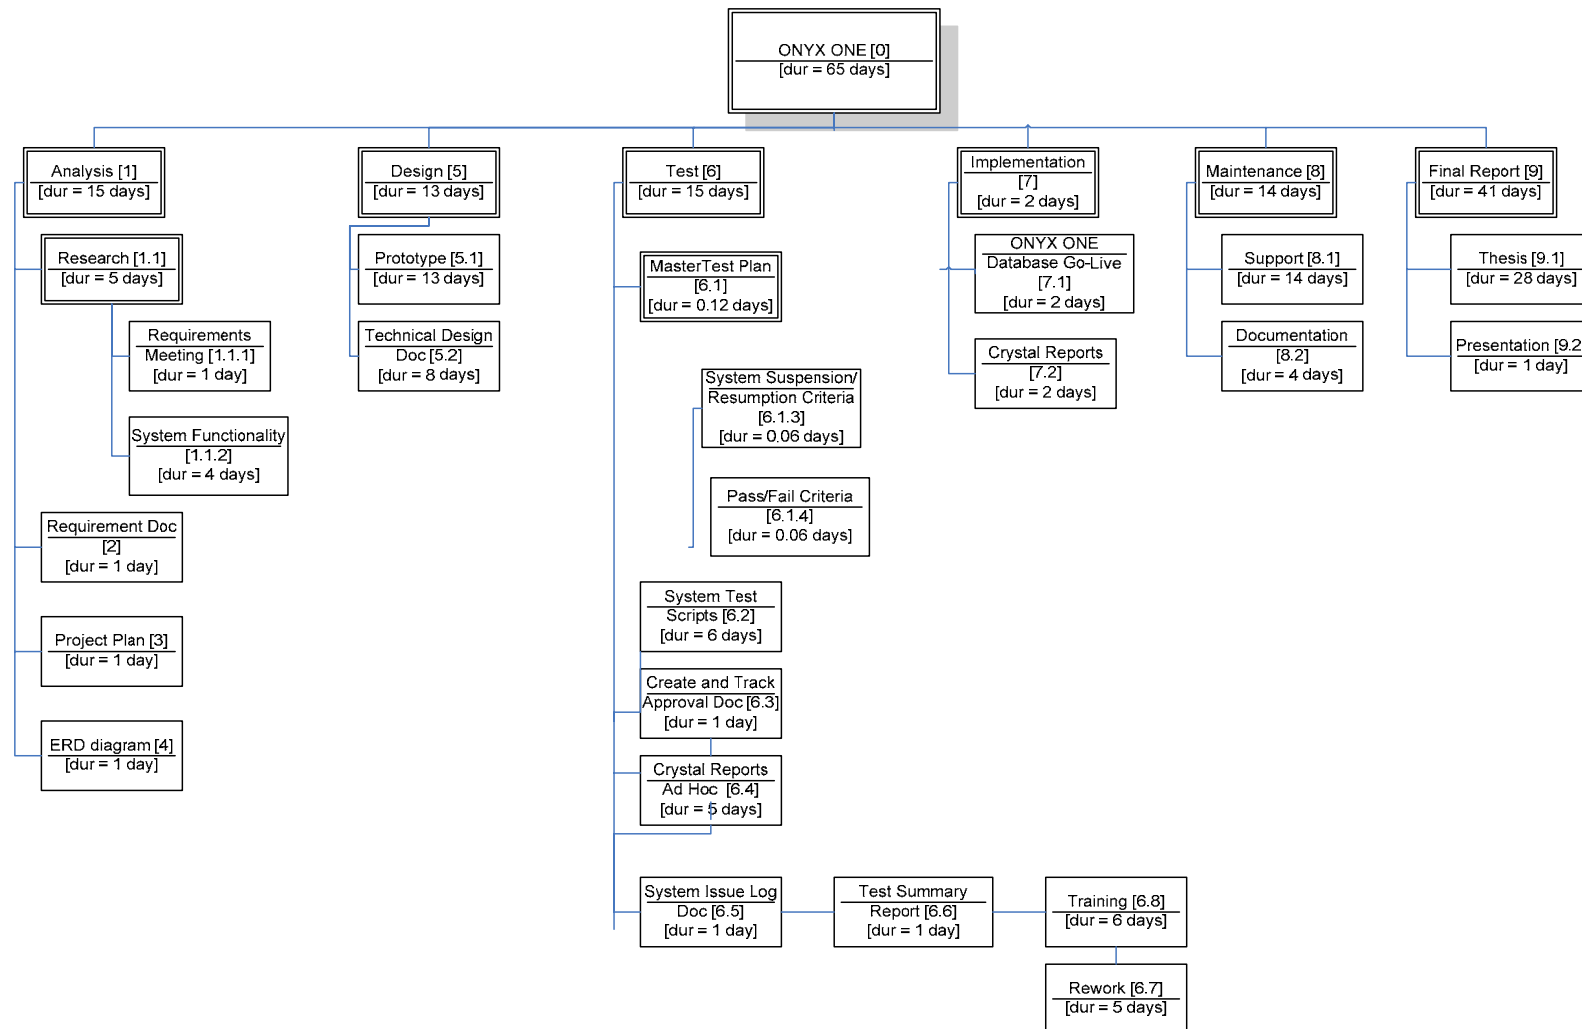 ONYX ONE [0]
[dur = 65 days]
Analysis [1]
[dur = 15 days]
Research [1.1]
[dur = 5 days]
Requirements
Meeting [1.1.1]
[dur = 1 day]
System Functionality
[1.1.2]
[dur = 4 days]
Requirement Doc
[2]
[dur = 1 day]
Project Plan [3]
[dur = 1 day]
ERD diagram [4]
[dur = 1 day]
Design [5]
[dur = 13 days]
Prototype [5.1]
[dur = 13 days]
Technical Design
Doc [5.2]
[dur = 8 days]
Test [6]
[dur = 15 days]
MasterTest Plan
[6.1]
[dur = 0.12 days]
System Suspension/
Resumption Criteria
[6.1.3]
[dur = 0.06 days]
Pass/Fail Criteria
[6.1.4]
[dur = 0.06 days]
System Test
Scripts [6.2]
[dur = 6 days]
Create and Track
Approval Doc [6.3]
[dur = 1 day]
Crystal Reports
Ad Hoc [6.4]
[dur = 5 days]
System Issue Log
Doc [6.5]
[dur = 1 day]
Test Summary
Report [6.6]
[dur = 1 day]
Training [6.8]
[dur = 6 days]
Rework [6.7]
[dur = 5 days]
Implementation
[7]
[dur = 2 days]
ONYX ONE
Database Go-Live
[7.1]
[dur = 2 days]
Crystal Reports
[7.2]
[dur = 2 days]
Maintenance [8]
[dur = 14 days]
Support [8.1]
[dur = 14 days]
Documentation
[8.2]
[dur = 4 days]
Final Report [9]
[dur = 41 days]
Thesis [9.1]
[dur = 28 days]
Presentation [9.2
[dur = 1 day]